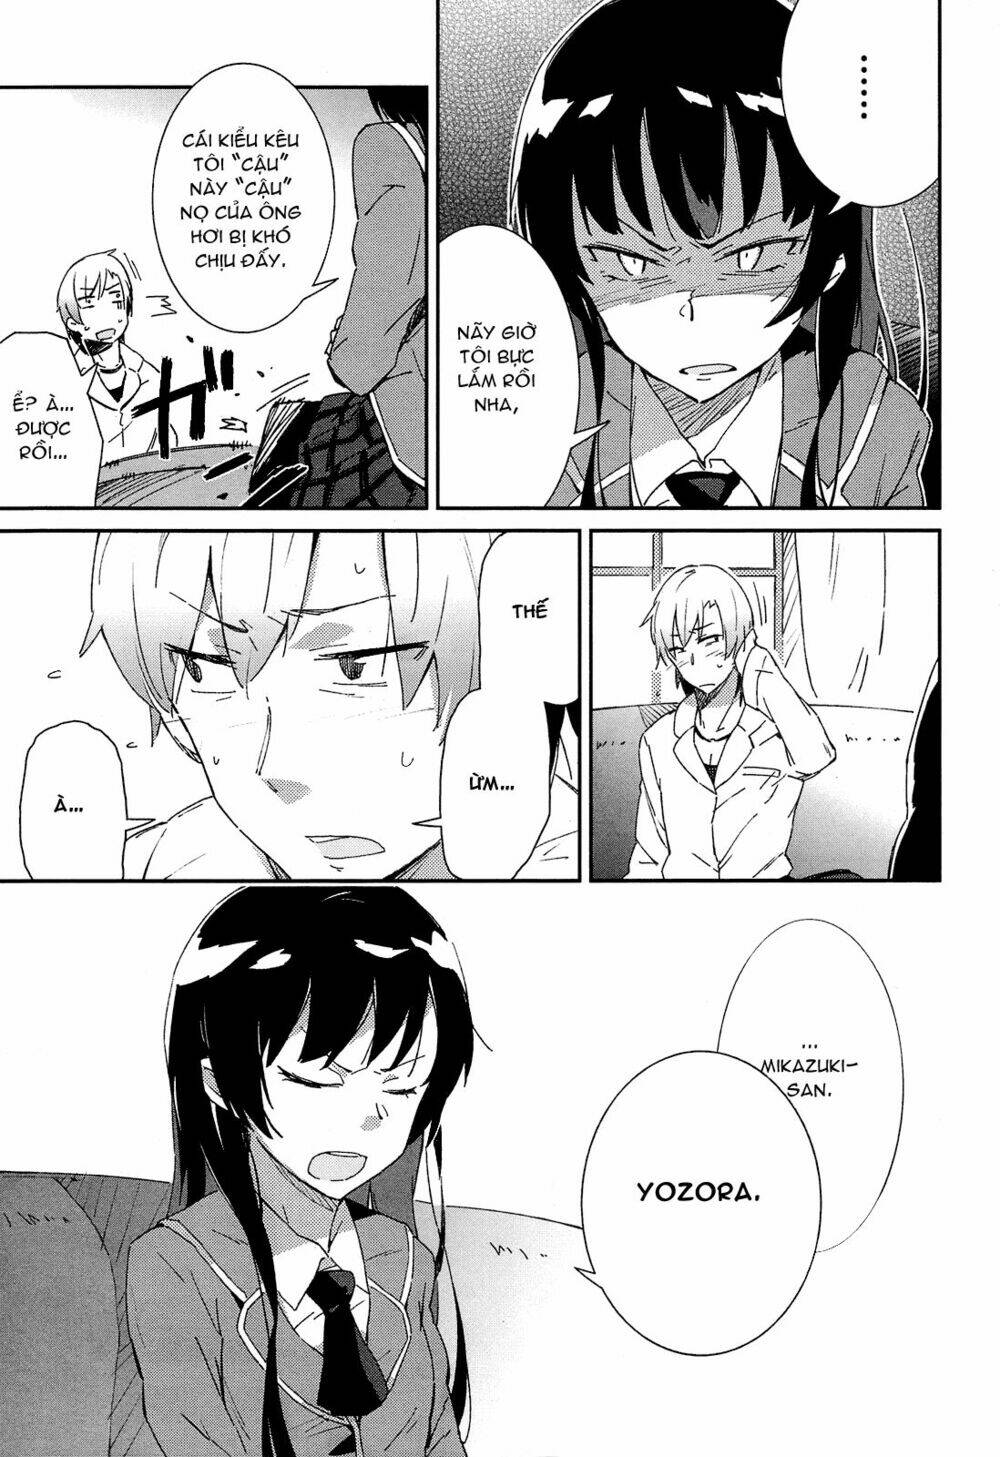 ......
NÃY GIỜ
TÔI BỰC
LẮM RỒI
NHA,
CÁI KIỂU KÊU
TÔI “CẬU”
NÀY “CẬU”
NỌ CỦA ÔNG
HƠI BỊ KHÓ
CHỊU ĐẤY.
ガ
Ể? À...
ĐƯỢC
RỒI...
THẾ
ỪM...
À...
...
MIKAZUKI-
SAN.
YOZORA.